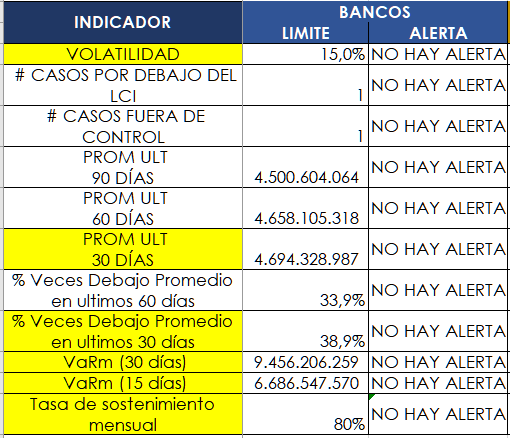 INDICADOR
BANCOS
LIMITE ALERTA
VOLATILIDAD 15,0% NO HAY ALERTA
# CASOS POR DEBAJO DEL
LCI 1 NO HAY ALERTA
# CASOS FUERA DE
CONTROL 1 NO HAY ALERTA
PROM ULT
90 DÍAS 4.500.604.064 NO HAY ALERTA
PROM ULT
60 DÍAS 4.658.105.318 NO HAY ALERTA
PROM ULT
30 DÍAS 4.694.328.987 NO HAY ALERTA
% Veces Debajo Promedio
en ultimos 60 días 33,9% NO HAY ALERTA
% Veces Debajo Promedio
en ultimos 30 días 38,9% NO HAY ALERTA
VaRm (30 días) 9.456.206.259 NO HAY ALERTA
VaRm (15 días) 6.686.547.570 NO HAY ALERTA
Tasa de sostenimiento
mensual 80% NO HAY ALERTA